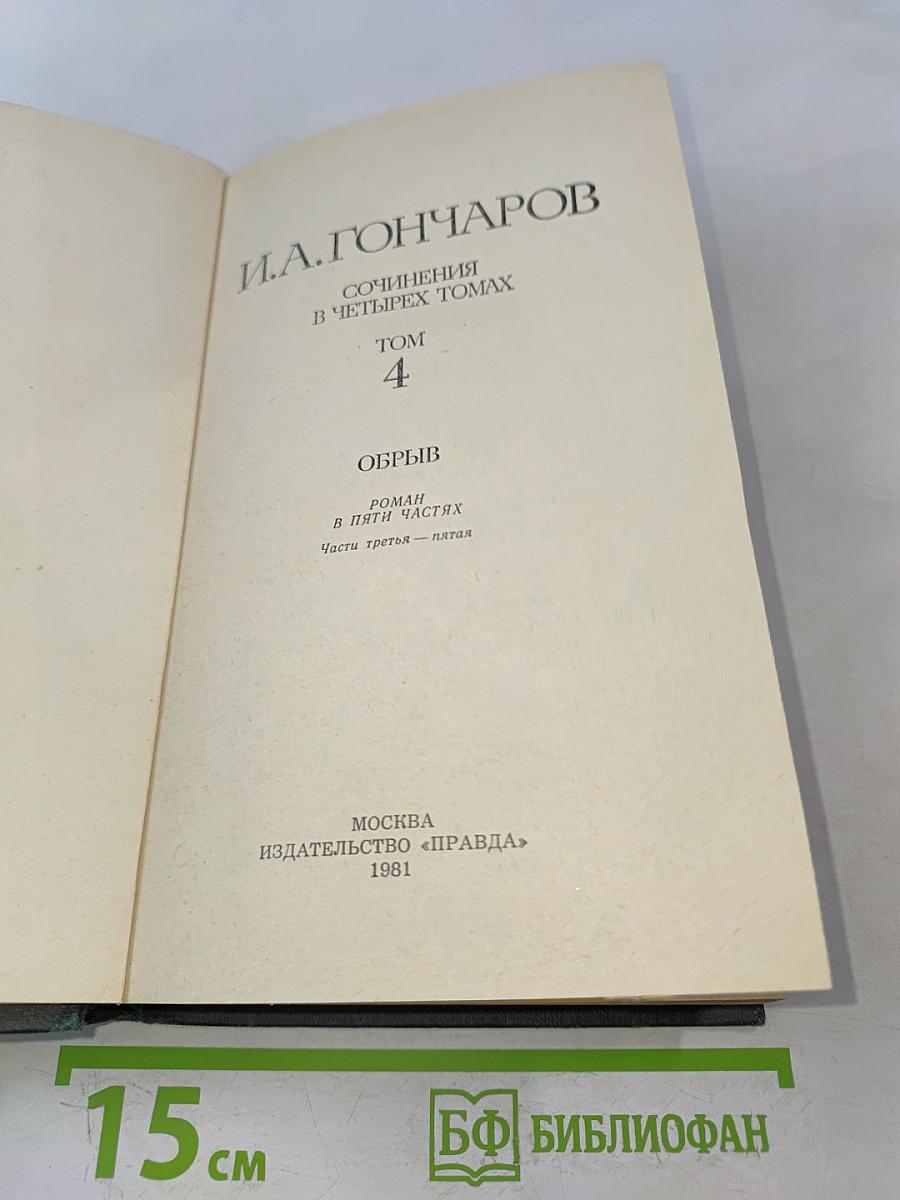 И.А.ГОНЧАРОВ
СОЧИНЕНИЯ
В ЧЕТЫРЕХ ТОМАХ
ТОМ
4
ОБРЫВ
РОМАН
В ПЯТИ ЧАСТЯХ
Части третья — пятая
МОСКВА
ИЗДАТЕЛЬСТВО «ПРАВДА»
1981
15 см
БФ БИБЛИОФАН